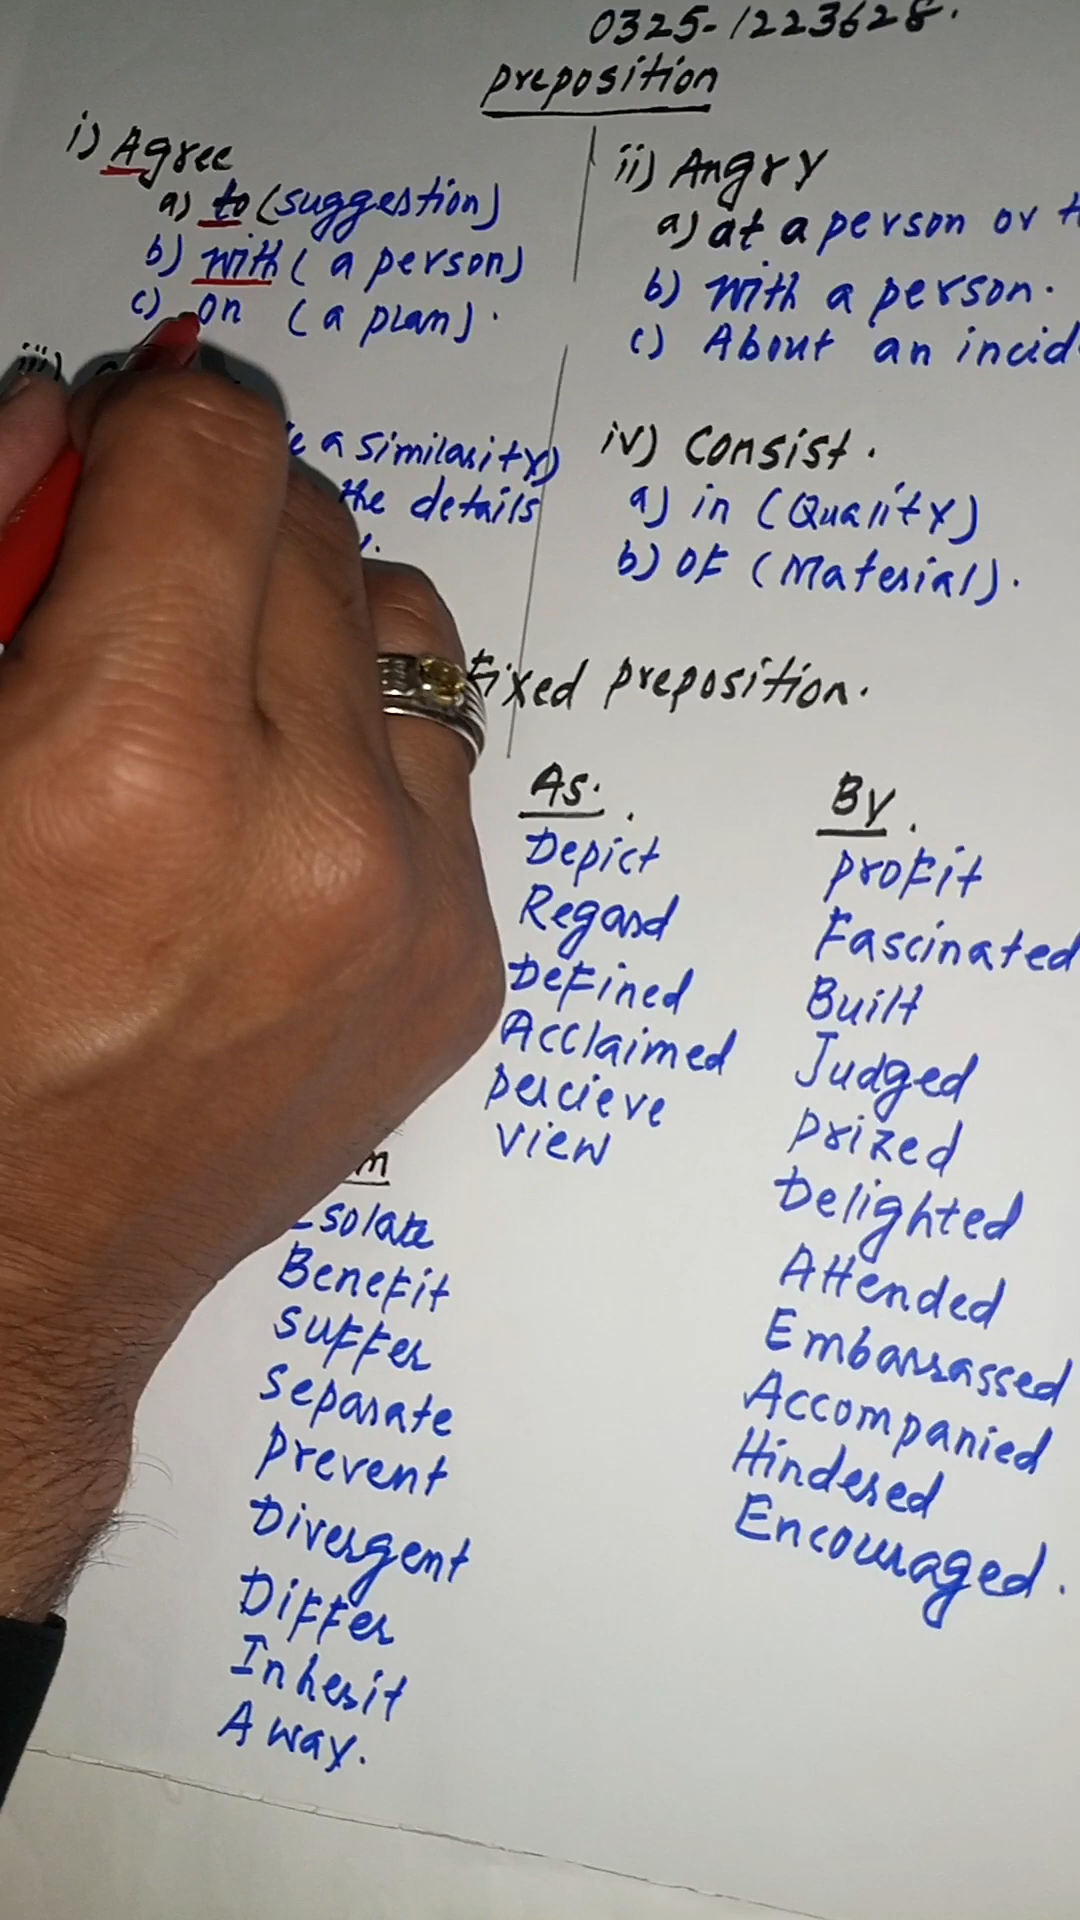 0325-1223628.
preposition
i) Agree
a) to (suggestion)
b) with (a person)
c) on (a plan).
ii) Angry
a) at a person or
b) with a person.
c) About an
iii)
a similarity)
the details
iv) Consist.
a) in (Quality)
b) of (Material).
Fixed preposition.
As.
Depict
Regard
Defined
Acclaimed
percieve
view
By.
profit
Fascinated
Built
Judged
prized
Delighted
Attended
Embarrassed
Accompanied
Hindered
Encouraged.
Isolate
Benefit
suffer
separate
prevent
Divergent
Differ
Inherit
Away.